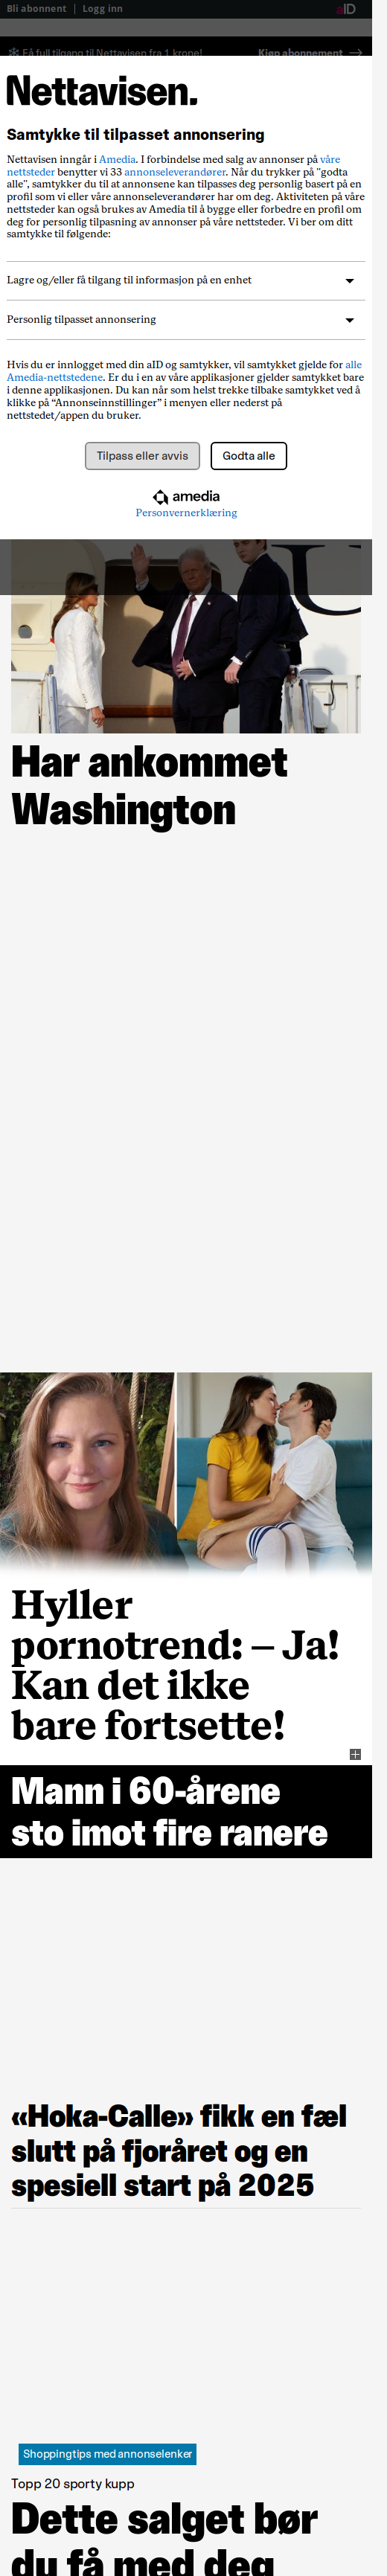 Bli abonnent | Logg inn
aID
Få full tilgang til Nettavisen fra 1 krone!
Kjøp abonnement
Nettavisen.
Samtykke til tilpasset annonsering
Nettavisen inngår i Amedia. I forbindelse med salg av annonser på våre
nettsteder benytter vi 33 annonseleverandører. Når du trykker på "godta
alle", samtykker du til at annonsene kan tilpasses deg personlig basert på en
profil som vi eller våre annonseleverandører har om deg. Aktiviteten på våre
nettsteder kan også brukes av Amedia til å bygge eller forbedre en profil om
deg for personlig tilpasning av annonser på våre nettsteder. Vi ber om ditt
samtykke til følgende:
Lagre og/eller få tilgang til informasjon på en enhet
Personlig tilpasset annonsering
Hvis du er innlogget med din aID og samtykker, vil samtykket gjelde for alle
Amedia-nettstedene. Er du i en av våre applikasjoner gjelder samtykket bare
i denne applikasjonen. Du kan når som helst trekke tilbake samtykket ved å
klikke på “Annonseinnstillinger” i menyen eller nederst på
nettstedet/appen du bruker.
Tilpass eller avvis
Godta alle
amedia
Personvernerklæring
Har ankommet
Washington
Hyller
pornotrend: – Ja!
Kan det ikke
bare fortsette!
Mann i 60-årene
sto imot fire ranere
«Hoka-Calle» fikk en fæl
slutt på fjoråret og en
spesiell start på 2025
Shoppingtips med annonselenker
Topp 20 sporty kupp
Dette salget bør
du få med deg